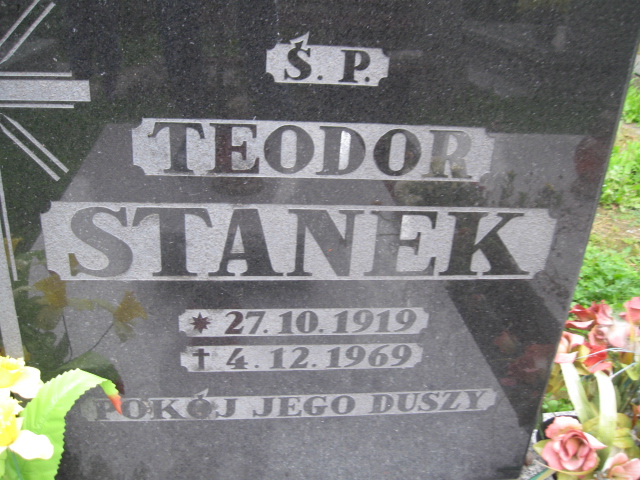 Ś. P.
TEODOR
STANEK
* 27.10.1919
† 4.12.1969
POKÓJ JEGO DUSZY